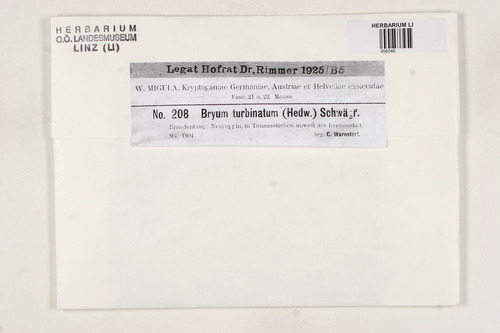 HERBARIUM
O.Ö. LANDESMUSEUM
LINZ (LI)
HERBARIUM LI
Legat Hofrat Dr. Rimmer 1925/B5
W. MIGULA, Kryptogamae Germaniae, Austriae et Helvetiae exsiccatae
Fasc. 21 u. 22. Moose
No. 208 Bryum turbinatum (Hedw.) Schwägr.
Brandenburg: Neuruppin, in Tonausstichen unweit der Irrenanstalt.
Mai 1904. leg. C. Warnstorf.